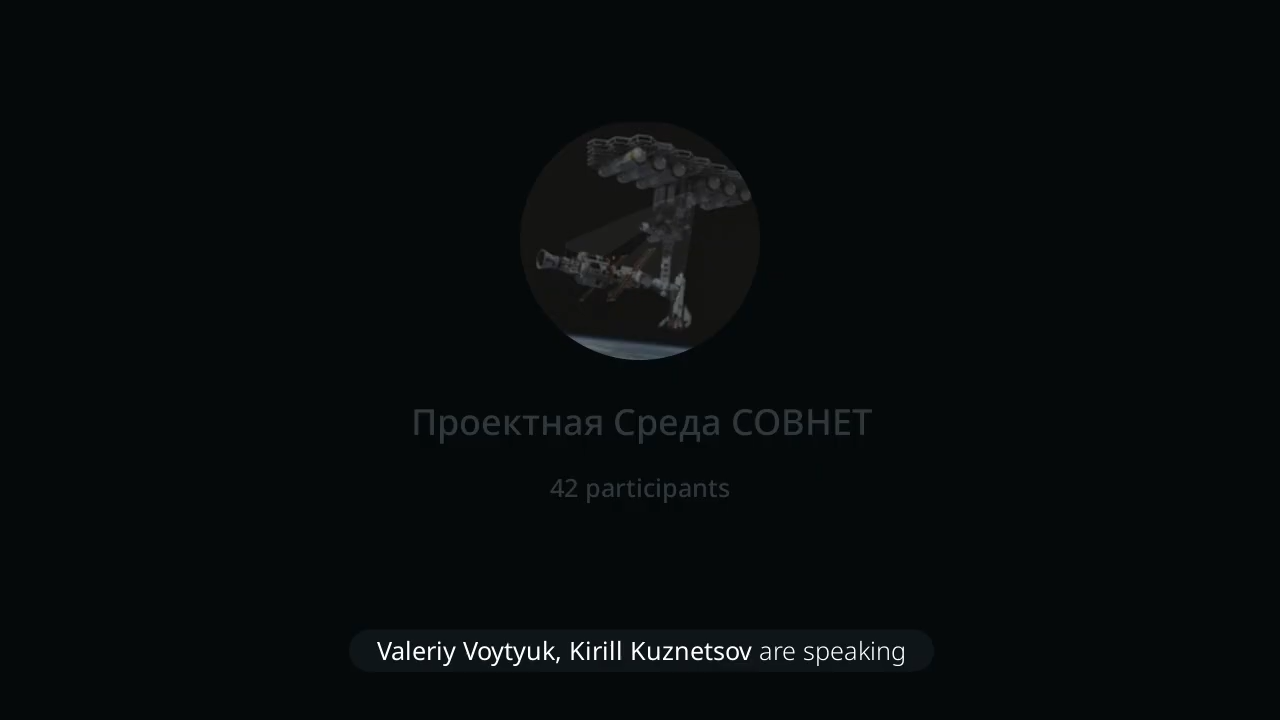 Проектная Среда СОВНЕТ
42 participants
Valeriy Voytyuk, Kirill Kuznetsov are speaking